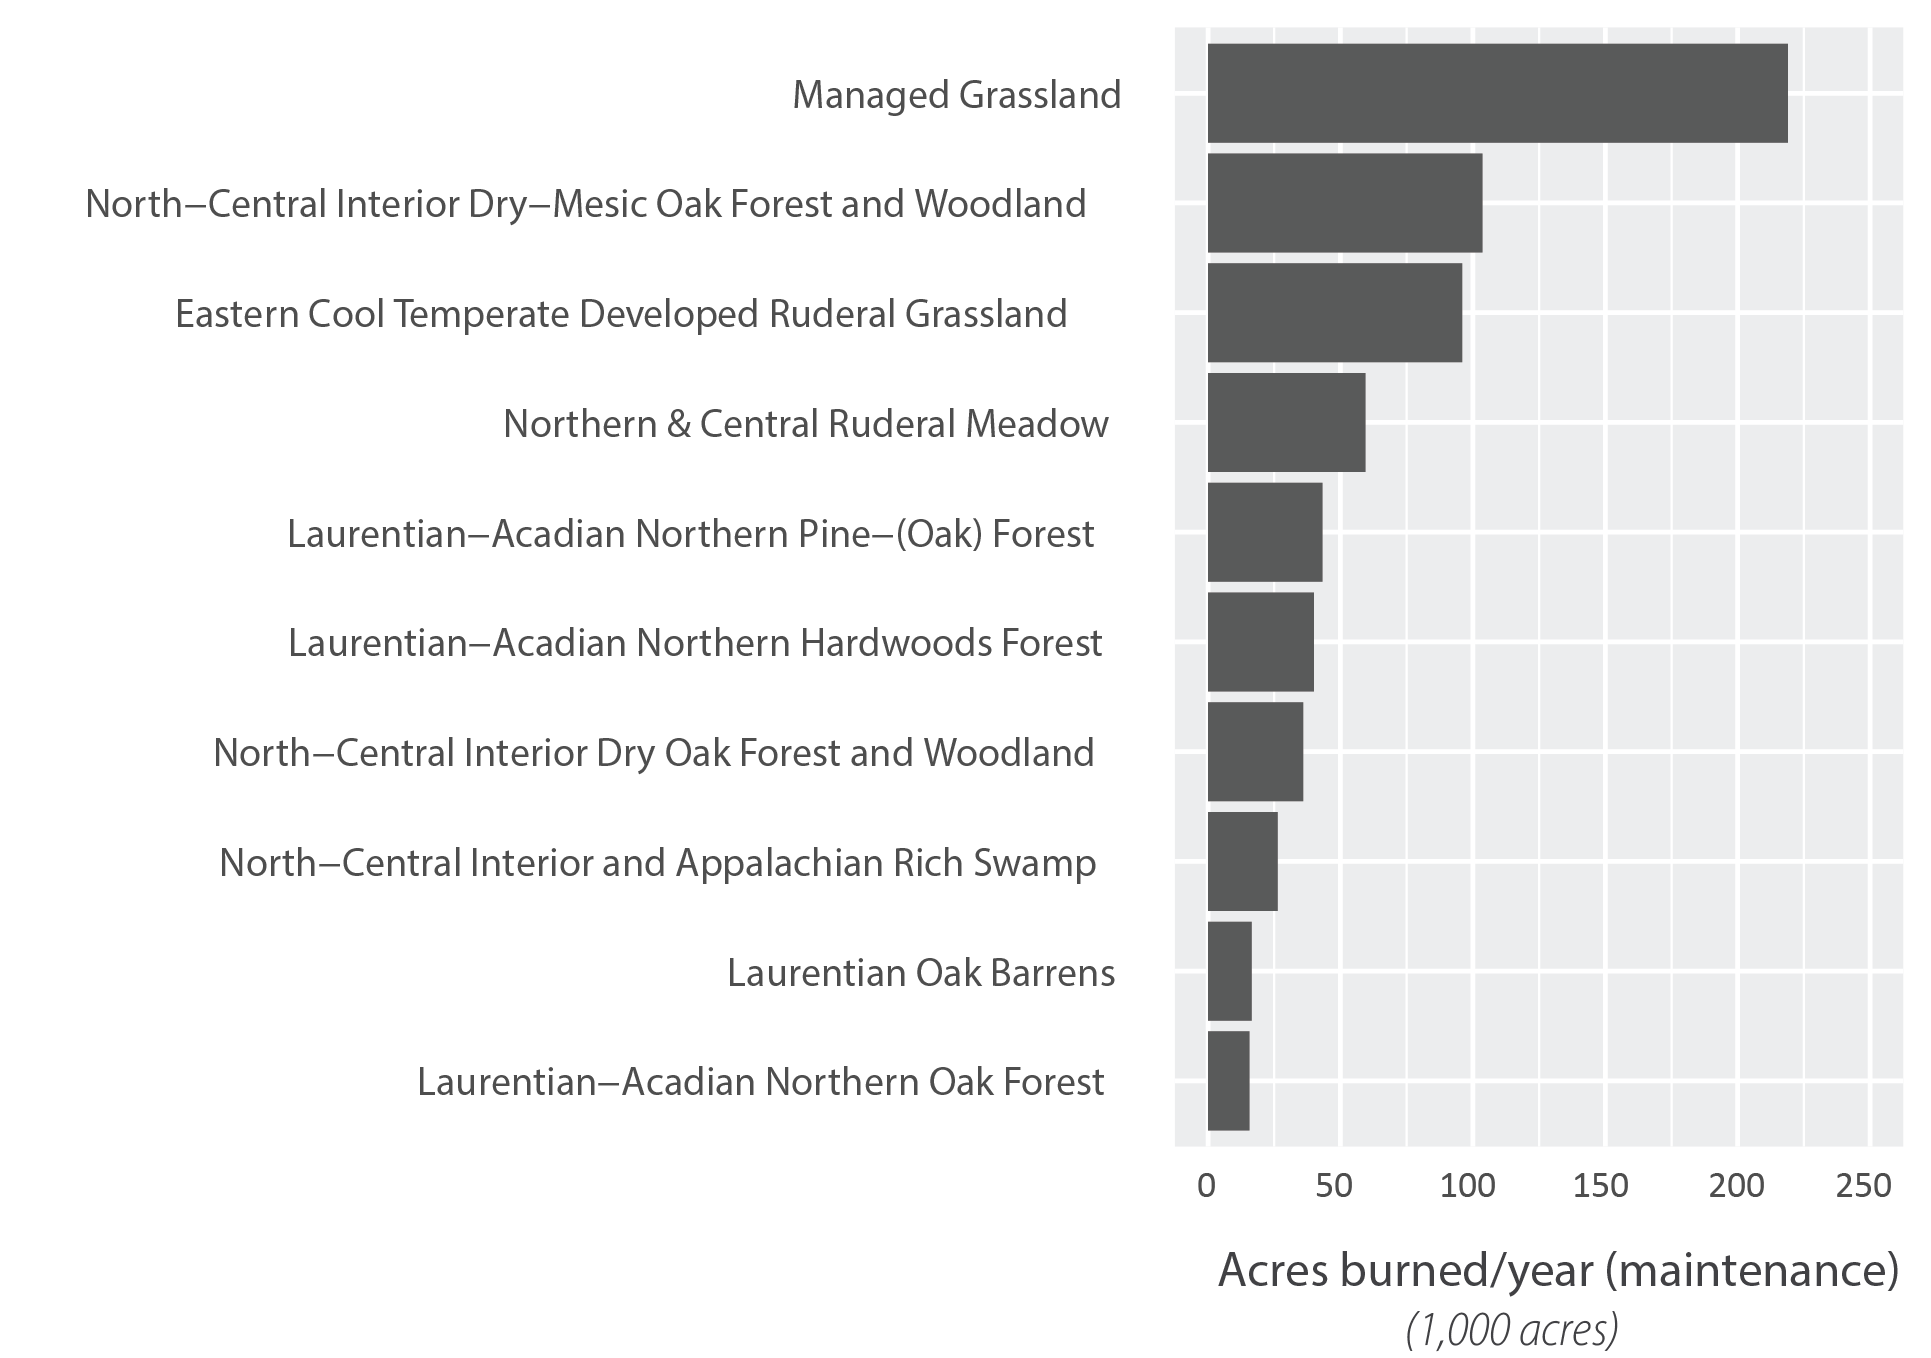 Managed Grassland
North−Central Interior Dry−Mesic Oak Forest and Woodland
Eastern Cool Temperate Developed Ruderal Grassland
Northern & Central Ruderal Meadow
Laurentian−Acadian Northern Pine−(Oak) Forest
Laurentian−Acadian Northern Hardwoods Forest
North−Central Interior Dry Oak Forest and Woodland
North−Central Interior and Appalachian Rich Swamp
Laurentian Oak Barrens
Laurentian−Acadian Northern Oak Forest
0 50 100 150 200 250
Acres burned/year (maintenance)
(1,000 acres)